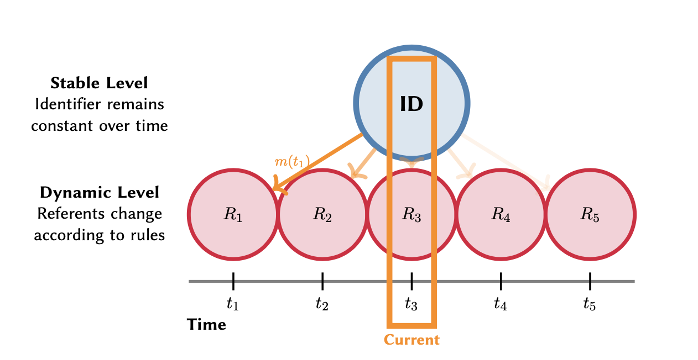 Stable Level
Identifier remains
constant over time
ID
m(t₁)
Dynamic Level
Referents change
according to rules
R₁ R₂ R₃ R₄ R₅
t₁ t₂ t₃ t₄ t₅
Time
Current